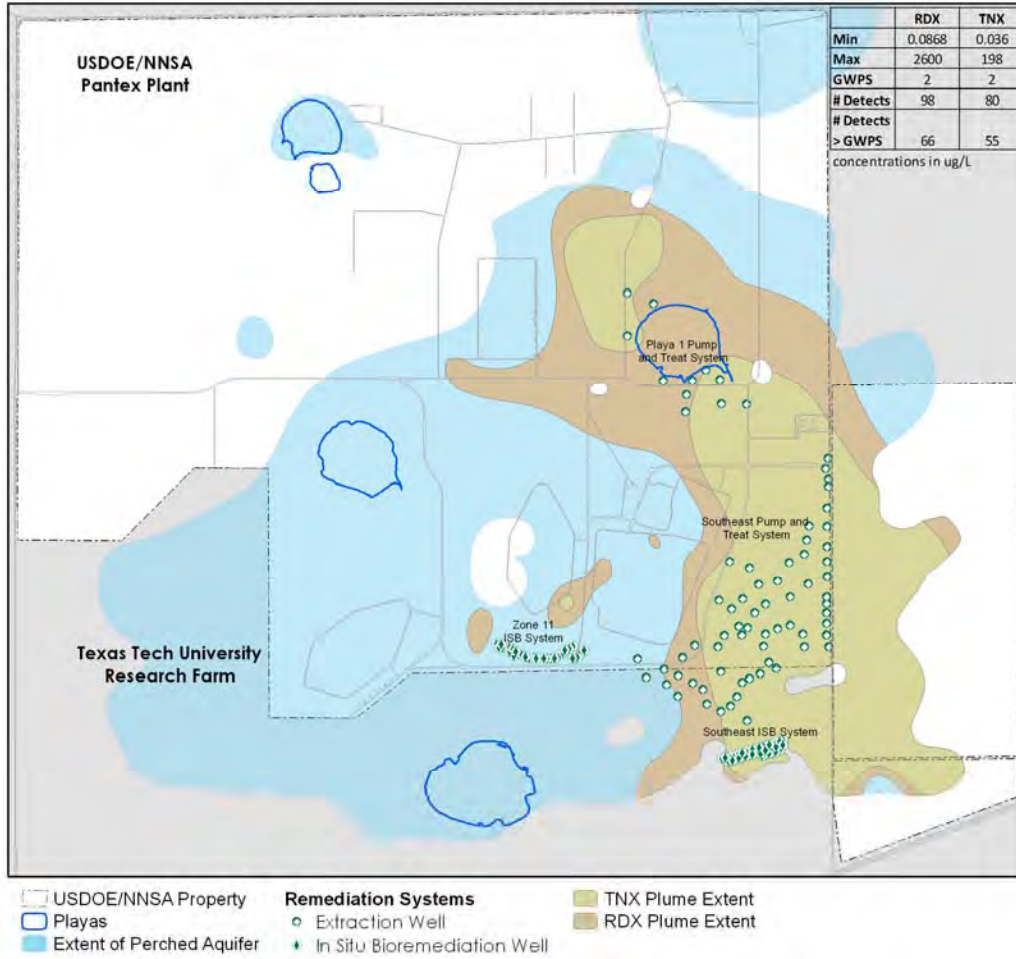 RDX TNX
Min 0.0868 0.036
Max 2600 198
GWPS 2 2
# Detects 98 80
# Detects
> GWPS 66 55
concentrations in ug/L
USDOE/NNSA
Pantex Plant
Playa 1 Pump
and Treat System
Southeast Pump and
Treat System
Zone 11
ISB System
Texas Tech University
Research Farm
Southeast ISB System
USDOE/NNSA Property
Playas
Extent of Perched Aquifer
Remediation Systems
Extraction Well
In Situ Bioremediation Well
TNX Plume Extent
RDX Plume Extent